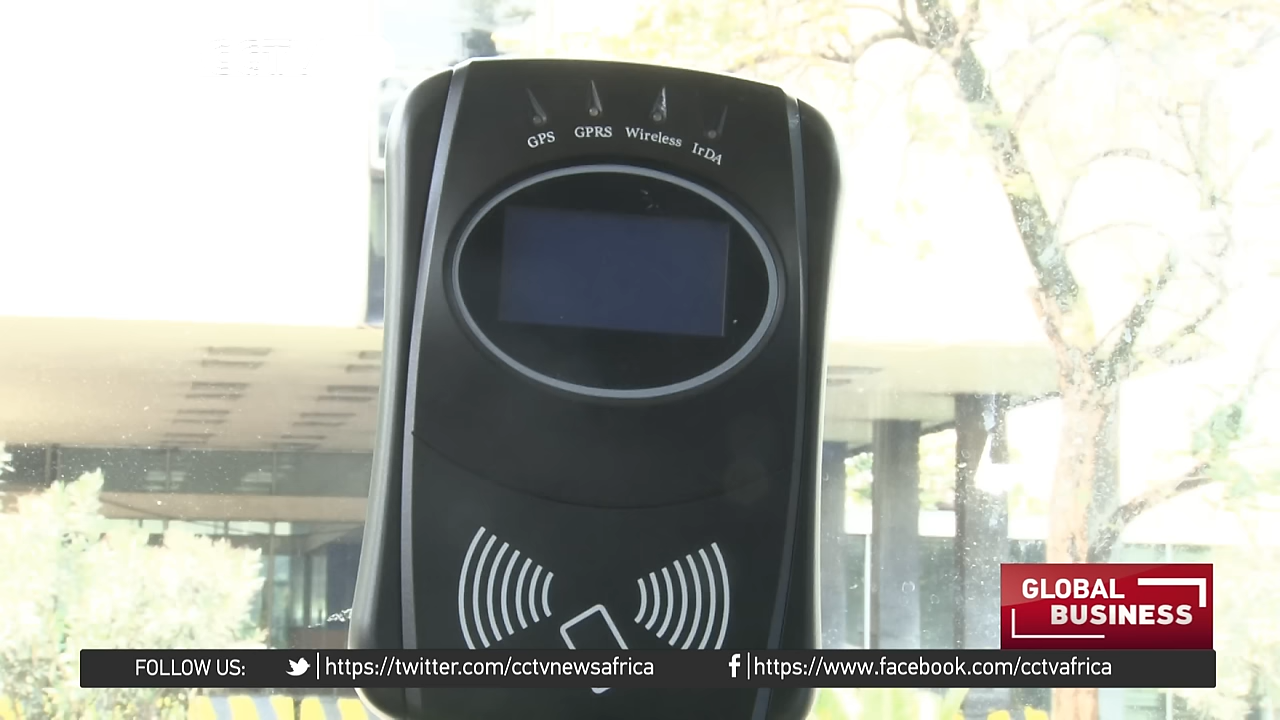 GPS GPRS Wireless IrDA
GLOBAL
BUSINESS
FOLLOW US: https://twitter.com/cctvnewsafrica https://www.facebook.com/cctvafrica